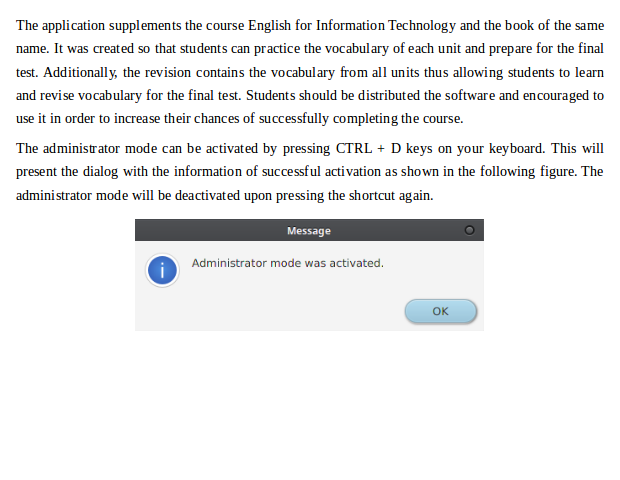 The application supplements the course English for Information Technology and the book of the same
name. It was created so that students can practice the vocabulary of each unit and prepare for the final
test. Additionally, the revision contains the vocabulary from all units thus allowing students to learn
and revise vocabulary for the final test. Students should be distributed the software and encouraged to
use it in order to increase their chances of successfully completing the course.
The administrator mode can be activated by pressing CTRL + D keys on your keyboard. This will
present the dialog with the information of successful activation as shown in the following figure. The
administrator mode will be deactivated upon pressing the shortcut again.
Message
Administrator mode was activated.
OK